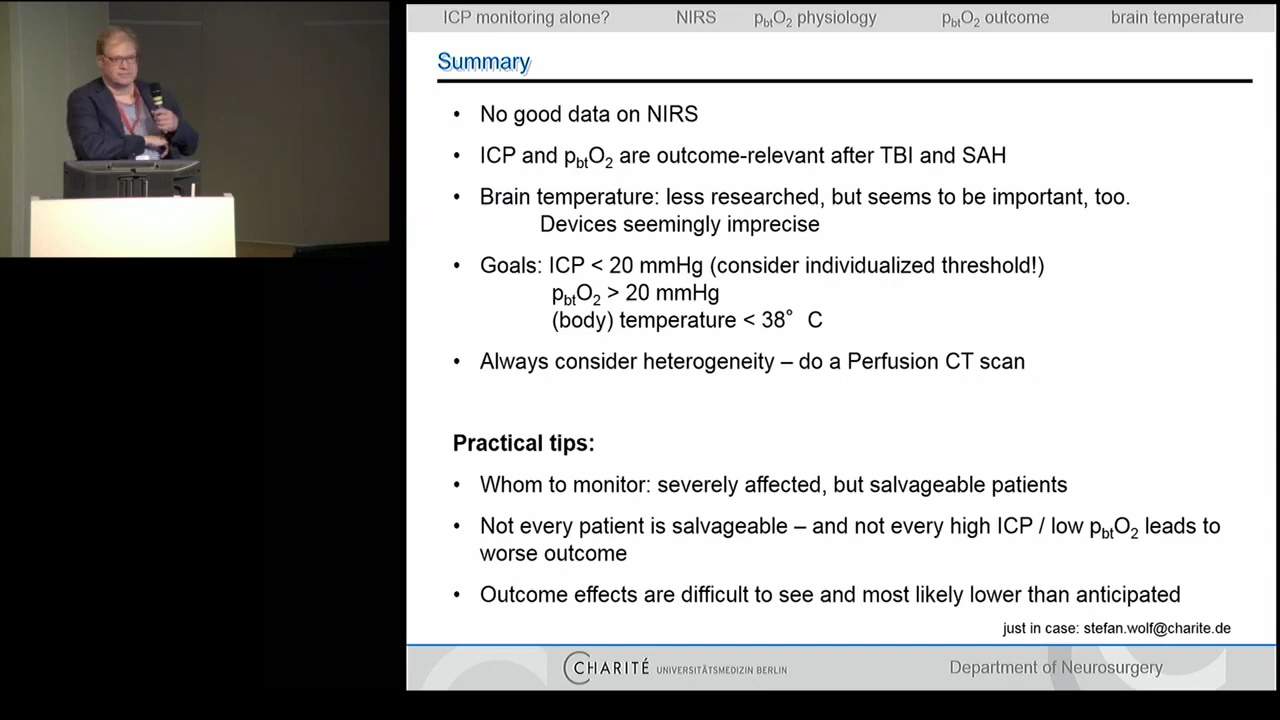 ICP monitoring alone? NIRS pbtO2 physiology pbtO2 outcome brain temperature
Summary
• No good data on NIRS
• ICP and pbtO2 are outcome-relevant after TBI and SAH
• Brain temperature: less researched, but seems to be important, too.
Devices seemingly imprecise
• Goals: ICP < 20 mmHg (consider individualized threshold!)
pbtO2 > 20 mmHg
(body) temperature < 38° C
• Always consider heterogeneity – do a Perfusion CT scan
Practical tips:
• Whom to monitor: severely affected, but salvageable patients
• Not every patient is salvageable – and not every high ICP / low pbtO2 leads to
worse outcome
• Outcome effects are difficult to see and most likely lower than anticipated
just in case: stefan.wolf@charite.de
CHARITÉ UNIVERSITÄTSMEDIZIN BERLIN Department of Neurosurgery